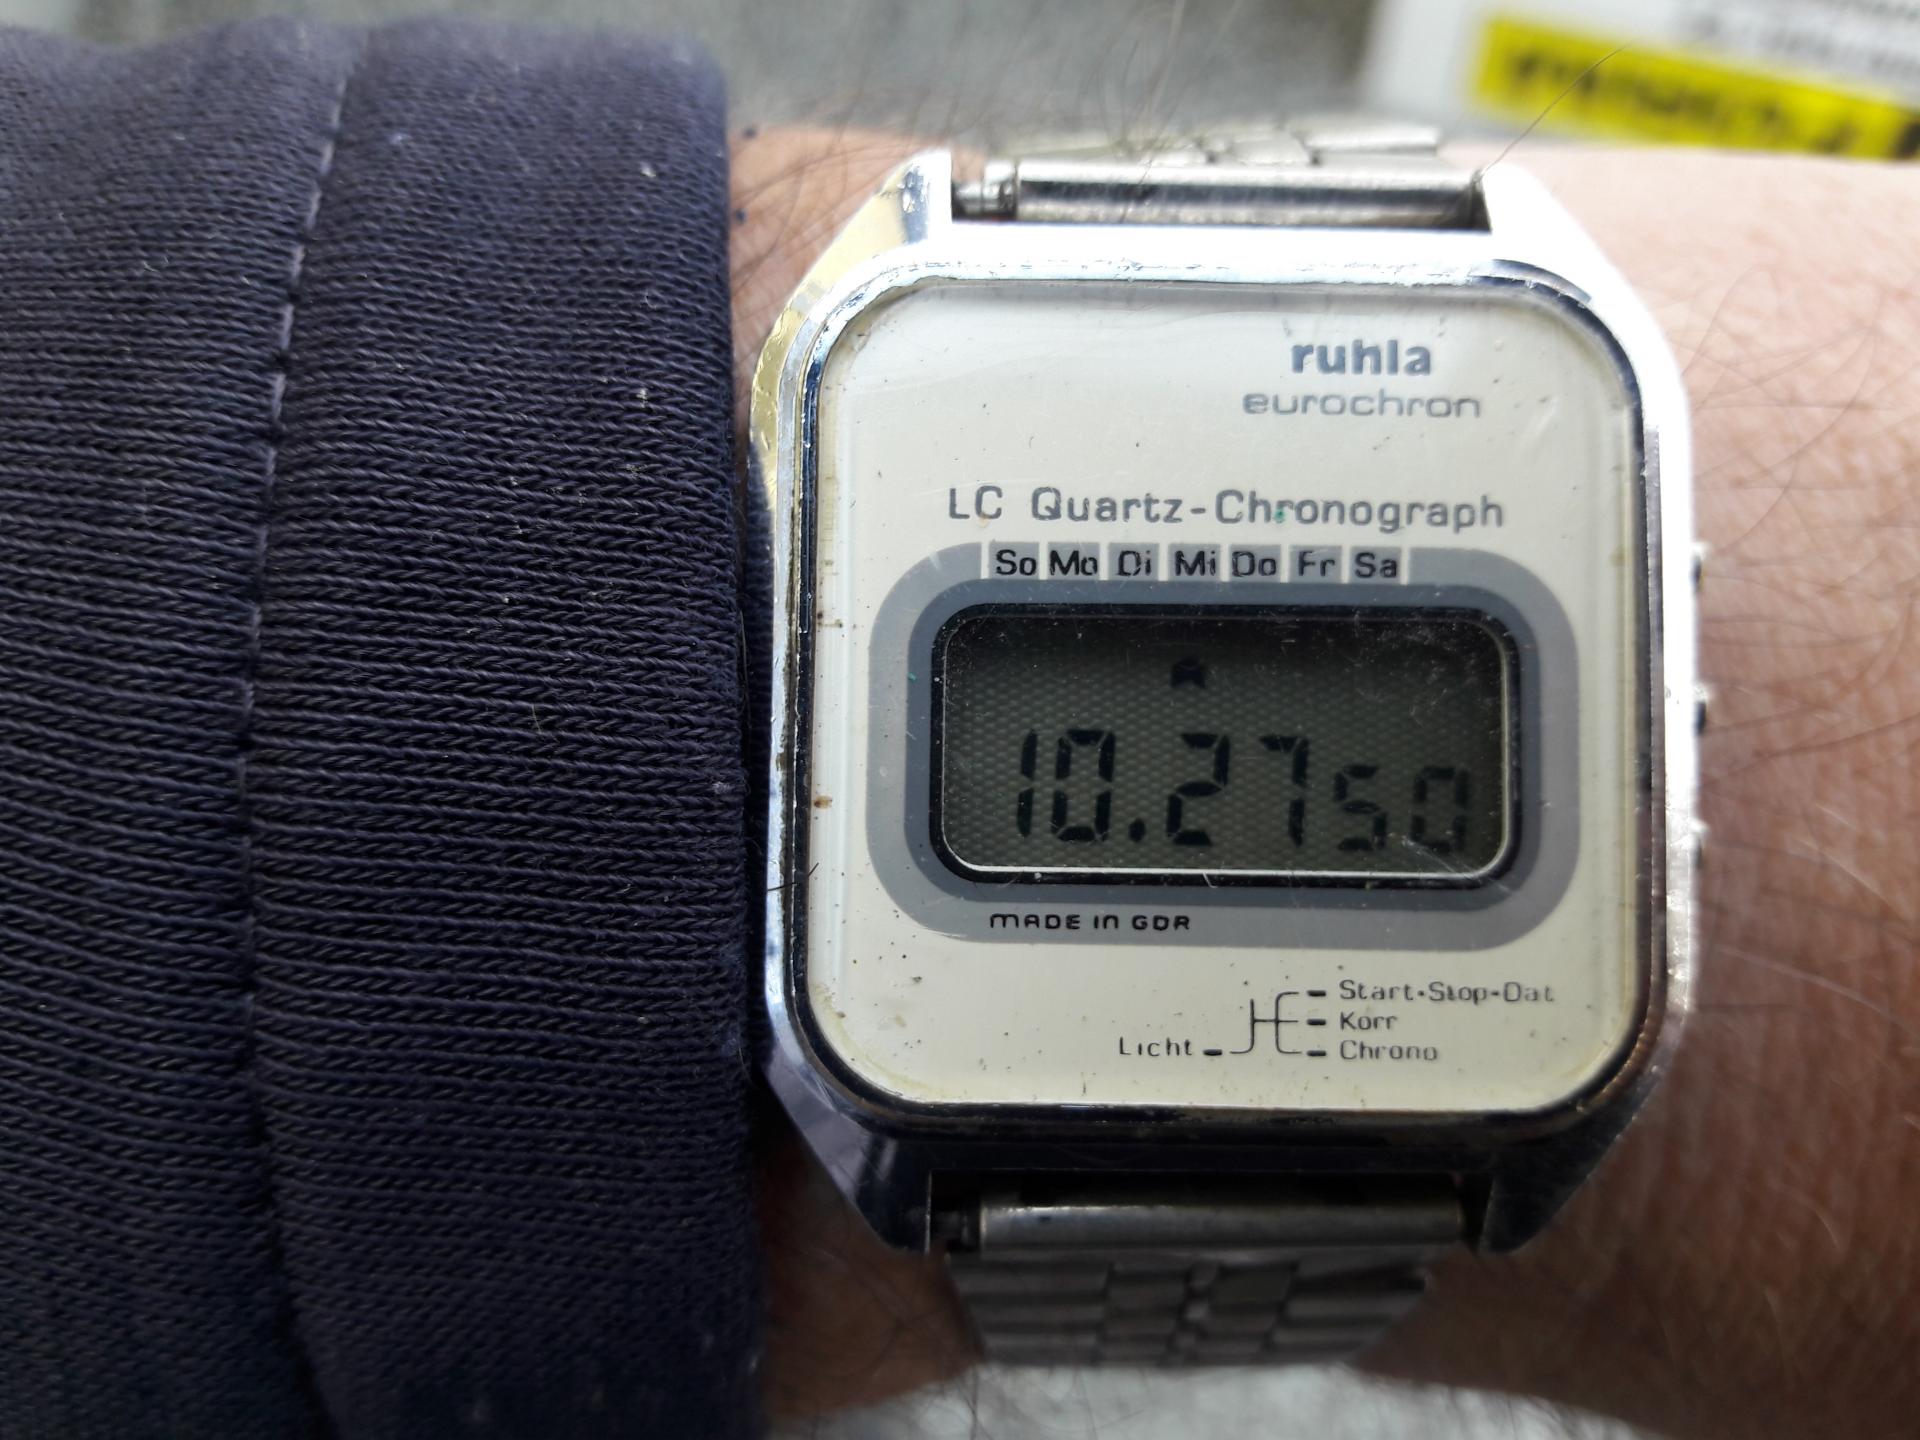 ruhla
eurochron
LC Quartz-Chronograph
So Mo Di Mi Do Fr Sa
10.27 50
MADE IN GDR
Start-Stop-Dat
Korr
Licht
Chrono